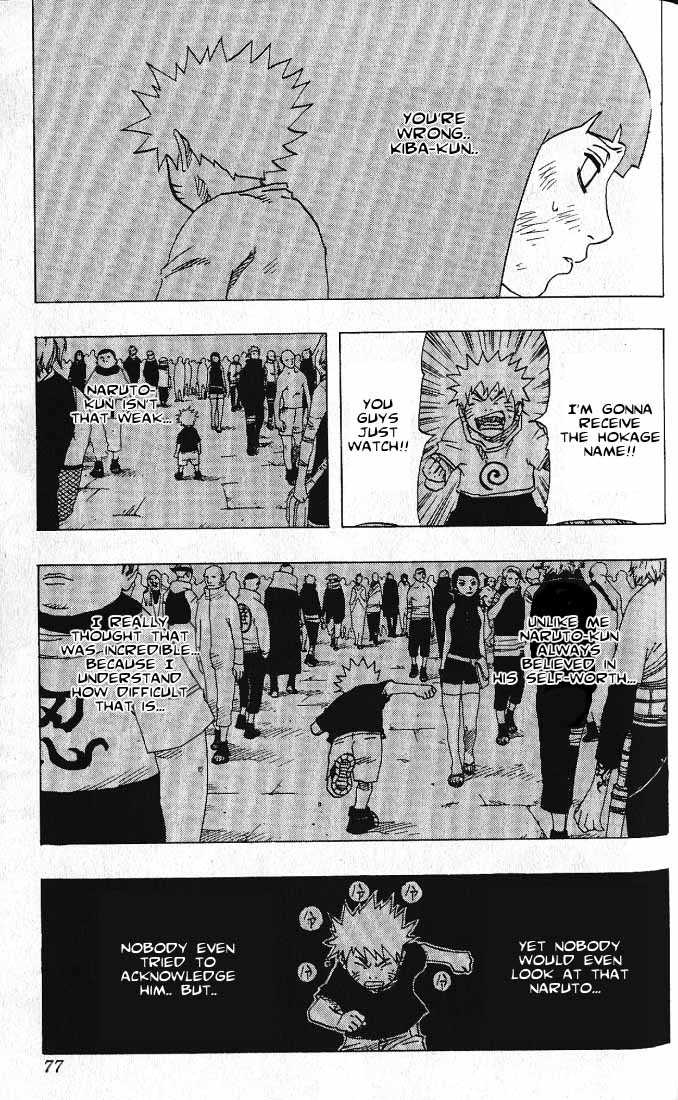 YOU'RE
WRONG..
KIBA-KUN..
I'M GONNA
RECEIVE
THE HOKAGE
NAME!!
YOU
GUYS
JUST
WATCH!!
NARUTO-
KUN ISN'T
THAT WEAK...
UNLIKE ME
NARUTO-KUN
ALWAYS
BELIEVED IN
HIS SELF-WORTH...
I REALLY
THOUGHT THAT
WAS INCREDIBLE...
BECAUSE I
UNDERSTAND
HOW DIFFICULT
THAT IS...
YET NOBODY
WOULD EVEN
LOOK AT THAT
NARUTO...
NOBODY EVEN
TRIED TO
ACKNOWLEDGE
HIM.. BUT..
77